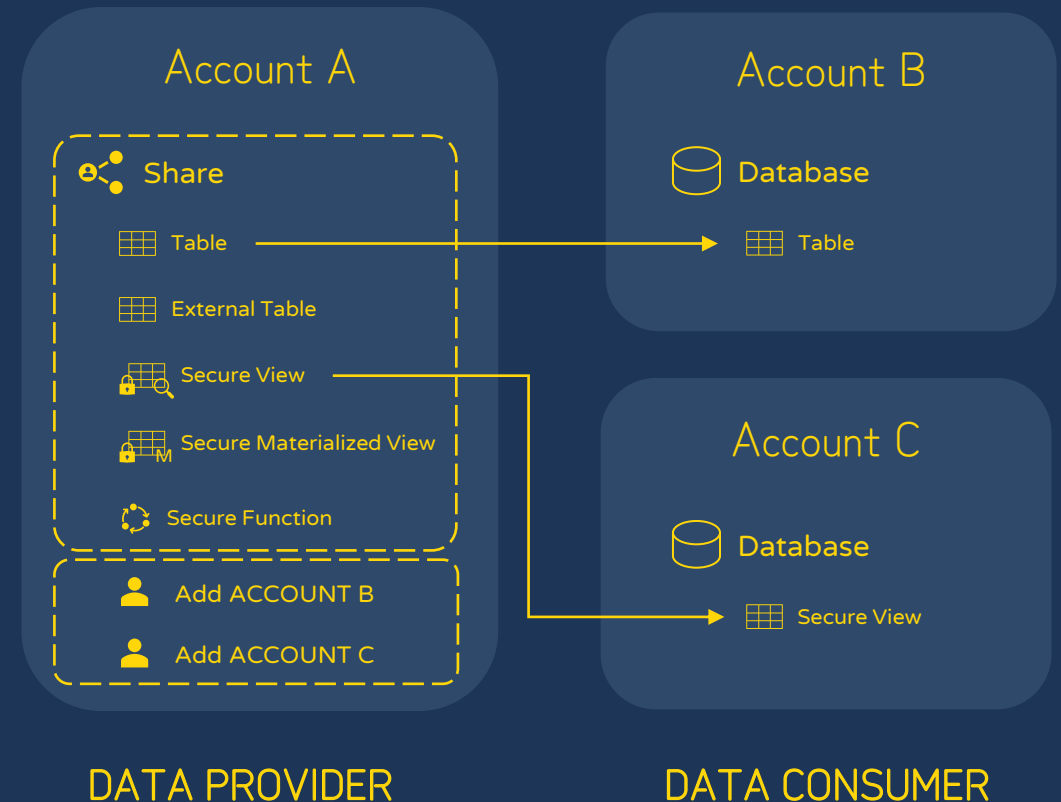 Account A
Share
Table
External Table
Secure View
M
Secure Materialized View
Secure Function
Add ACCOUNT B
Add ACCOUNT C
DATA PROVIDER
Account B
Database
Table
Account C
Database
Secure View
DATA CONSUMER